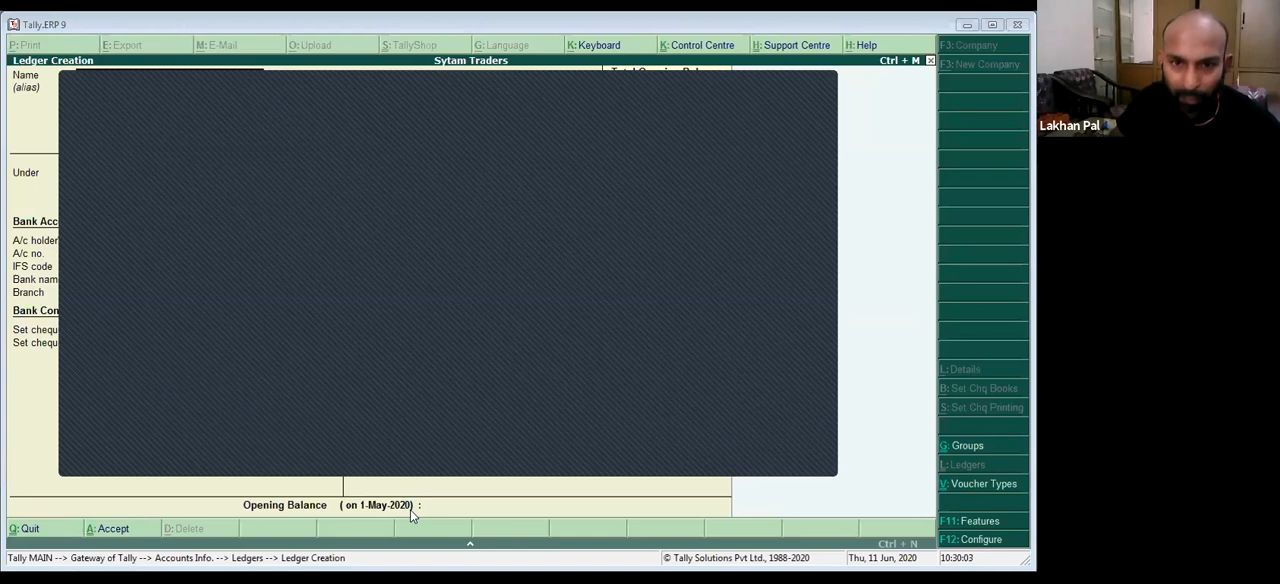 Tally.ERP 9
P: Print E: Export M: E-Mail O: Upload S: TallyShop G: Language K: Keyboard K: Control Centre H: Support Centre H: Help
F3: Company
F3: New Company
Ledger Creation Sytam Traders Ctrl + M
Name
(alias)
Lakhan Pal
Under
Bank Acc
A/c holder
A/c no.
IFS code
Bank nam
Branch
Bank Con
Set chequ
Set chequ
L: Details
B: Set Chq Books
S: Set Chq Printing
G: Groups
L: Ledgers
V: Voucher Types
F11: Features
F12: Configure
Opening Balance ( on 1-May-2020) :
Q: Quit A: Accept D: Delete
Ctrl + N
Tally MAIN --> Gateway of Tally --> Accounts Info. --> Ledgers --> Ledger Creation © Tally Solutions Pvt Ltd., 1988-2020 Thu, 11 Jun, 2020 10:30:03